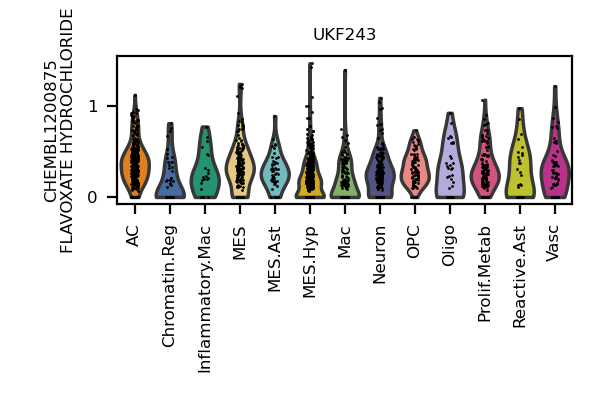 UKF243
CHEMBL1200875
FLAVOXATE HYDROCHLORIDE
1
0
AC
Chromatin.Reg
Inflammatory.Mac
MES
MES.Ast
MES.Hyp
Mac
Neuron
OPC
Oligo
Prolif.Metab
Reactive.Ast
Vasc